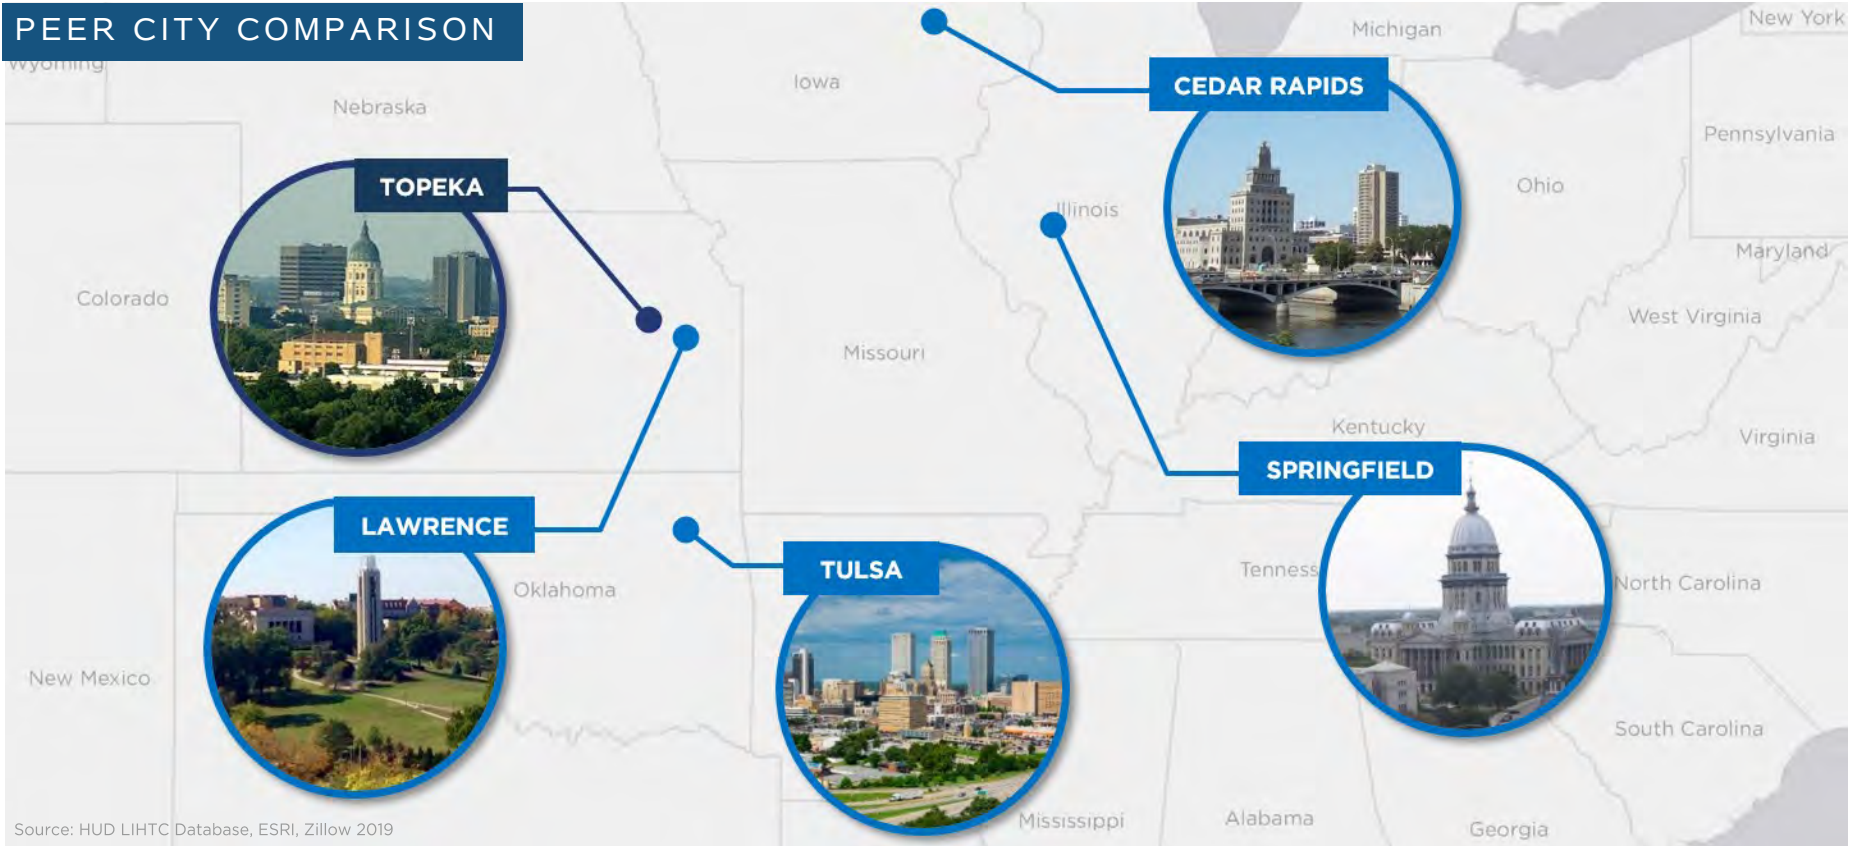 PEER CITY COMPARISON
New York
Michigan
Wyoming
Iowa
CEDAR RAPIDS
Nebraska
Pennsylvania
TOPEKA
Ohio
Illinois
Maryland
Colorado
West Virginia
Missouri
Kentucky
Virginia
SPRINGFIELD
LAWRENCE
TULSA
Tenness
Oklahoma
North Carolina
New Mexico
South Carolina
Mississippi
Alabama
Georgia
Source: HUD LIHTC Database, ESRI, Zillow 2019